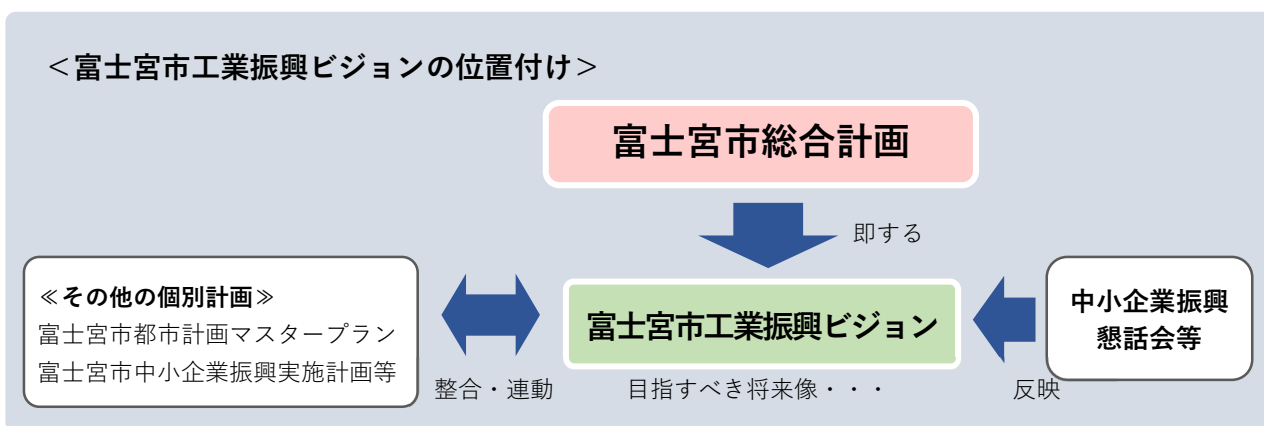 ＜富士宮市工業振興ビジョンの位置付け＞
富士宮市総合計画
即する
≪その他の個別計画≫
富士宮市都市計画マスタープラン
富士宮市中小企業振興実施計画等
整合・連動
富士宮市工業振興ビジョン
目指すべき将来像・・・
中小企業振興
懇話会等
反映